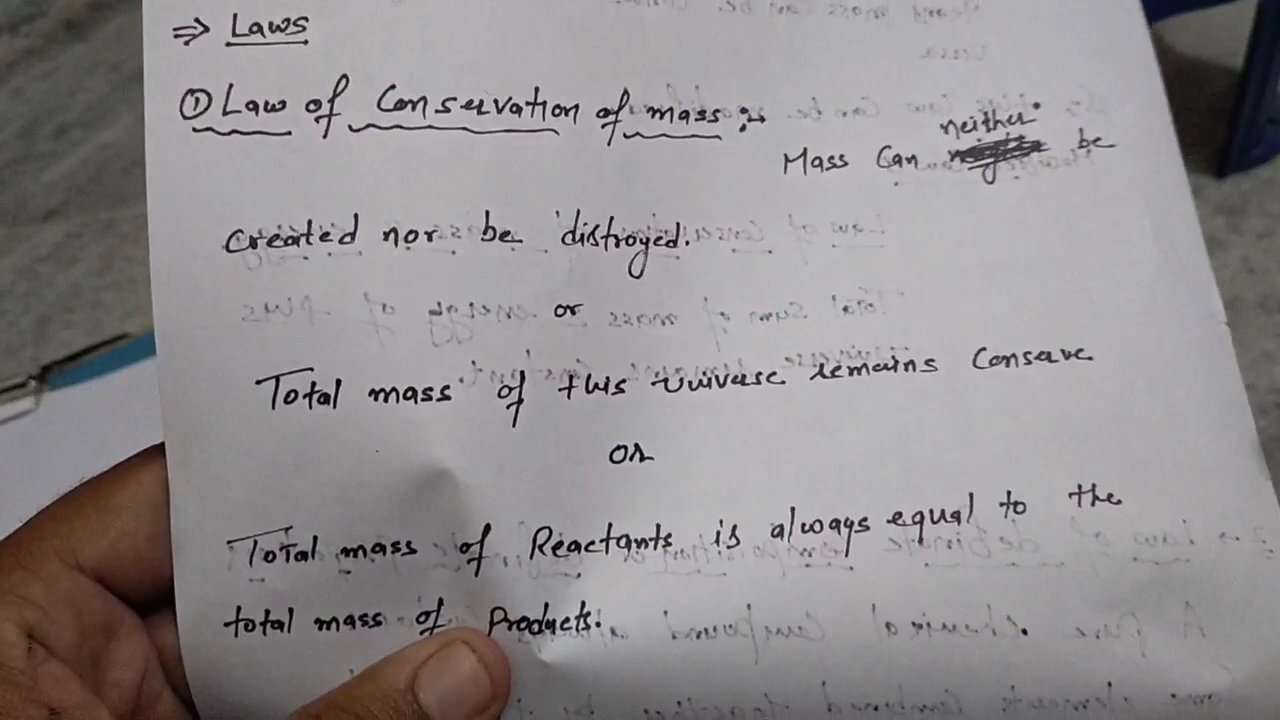 ⇒ Laws
① Law of Conservation of mass :-
neither
Mass Can be
created nor be distroyed.
or
Total mass of this universe remains Conserve
or
Total mass of Reactants is always equal to the
total mass of Products.